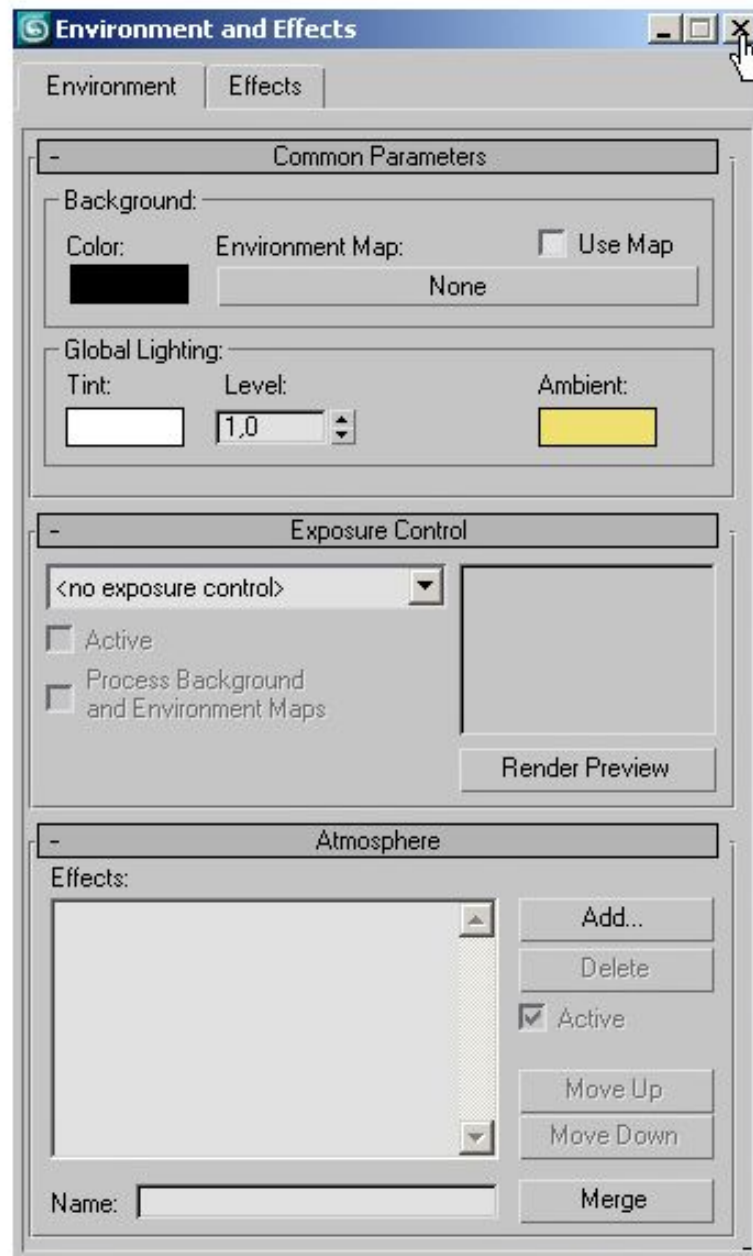 Environment and Effects
Environment Effects
- Common Parameters
Background:
Color: Environment Map: Use Map
None
Global Lighting:
Tint: Level: Ambient:
1,0
- Exposure Control
<no exposure control>
Active
Process Background
and Environment Maps
Render Preview
- Atmosphere
Effects:
Add...
Delete
Active
Move Up
Move Down
Name: Merge